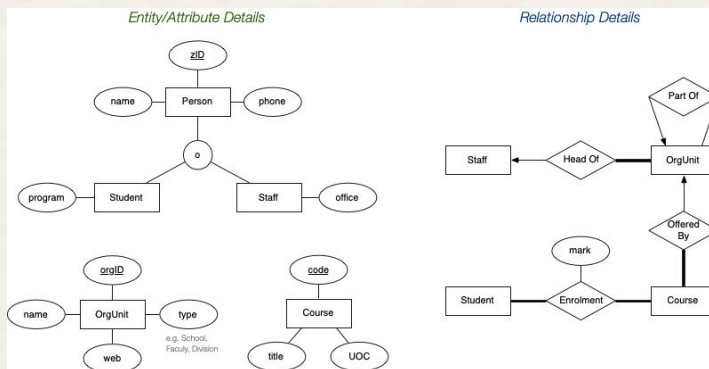 Entity/Attribute Details
Relationship Details
zID
name
Person
phone
o
program
Student
Staff
office
orgID
name
OrgUnit
type
e.g. School,
Faculy, Division
web
code
Course
title
UOC
Part Of
Staff
Head Of
OrgUnit
Offered
By
mark
Student
Enrolment
Course